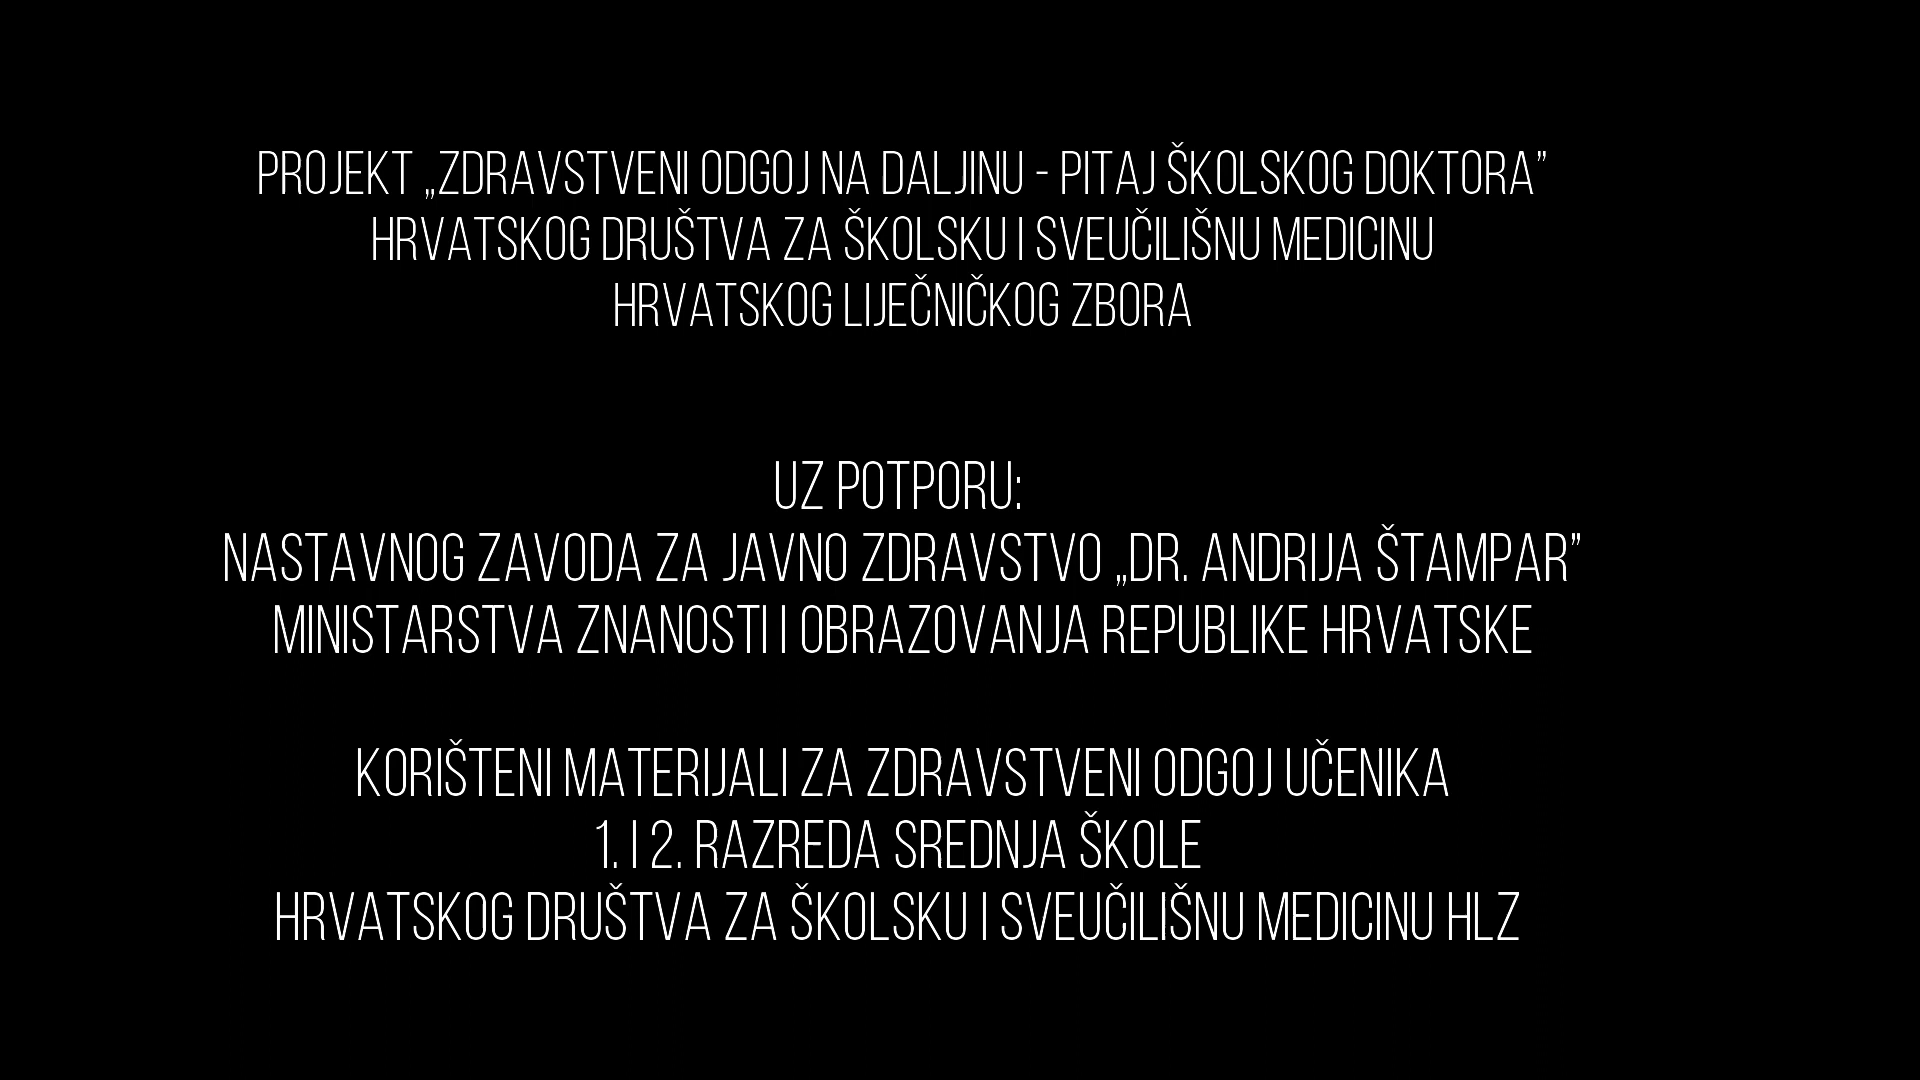 PROJEKT „ZDRAVSTVENI ODGOJ NA DALJINU - PITAJ ŠKOLSKOG DOKTORA”
HRVATSKOG DRUŠTVA ZA ŠKOLSKU I SVEUČILIŠNU MEDICINU
HRVATSKOG LIJEČNIČKOG ZBORA
UZ POTPORU:
NASTAVNOG ZAVODA ZA JAVNO ZDRAVSTVO „DR. ANDRIJA ŠTAMPAR”
MINISTARSTVA ZNANOSTI I OBRAZOVANJA REPUBLIKE HRVATSKE
KORIŠTENI MATERIJALI ZA ZDRAVSTVENI ODGOJ UČENIKA
1. I 2. RAZREDA SREDNJA ŠKOLE
HRVATSKOG DRUŠTVA ZA ŠKOLSKU I SVEUČILIŠNU MEDICINU HLZ